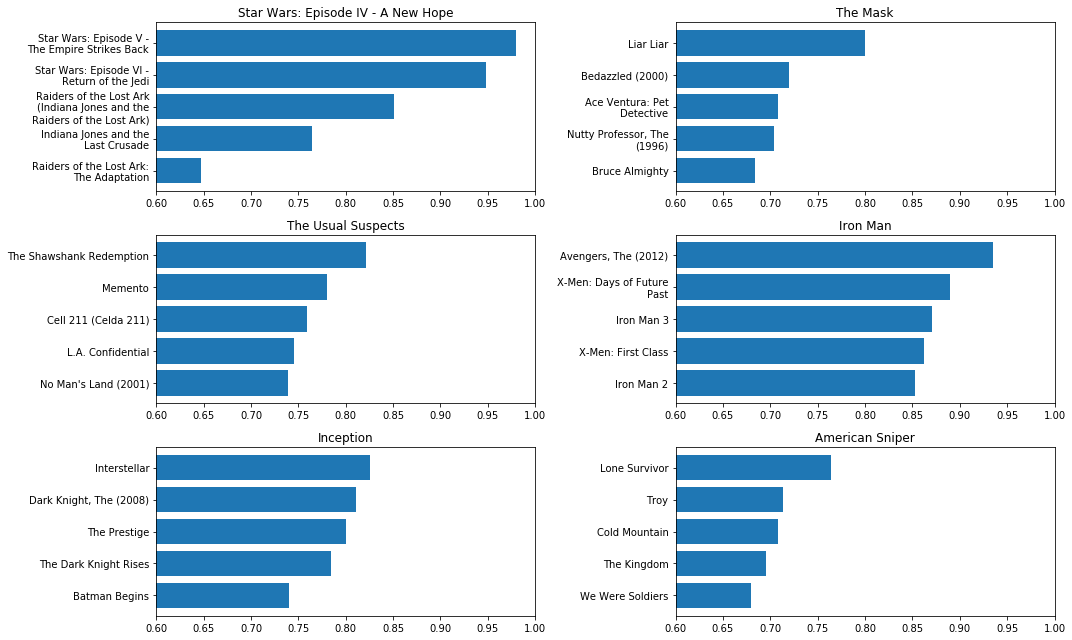 Star Wars: Episode IV - A New Hope
Star Wars: Episode V -
The Empire Strikes Back
Star Wars: Episode VI -
Return of the Jedi
Raiders of the Lost Ark
(Indiana Jones and the
Raiders of the Lost Ark)
Indiana Jones and the
Last Crusade
Raiders of the Lost Ark:
The Adaptation
0.60 0.65 0.70 0.75 0.80 0.85 0.90 0.95 1.00
The Mask
Liar Liar
Bedazzled (2000)
Ace Ventura: Pet
Detective
Nutty Professor, The
(1996)
Bruce Almighty
0.60 0.65 0.70 0.75 0.80 0.85 0.90 0.95 1.00
The Usual Suspects
The Shawshank Redemption
Memento
Cell 211 (Celda 211)
L.A. Confidential
No Man's Land (2001)
0.60 0.65 0.70 0.75 0.80 0.85 0.90 0.95 1.00
Iron Man
Avengers, The (2012)
X-Men: Days of Future
Past
Iron Man 3
X-Men: First Class
Iron Man 2
0.60 0.65 0.70 0.75 0.80 0.85 0.90 0.95 1.00
Inception
Interstellar
Dark Knight, The (2008)
The Prestige
The Dark Knight Rises
Batman Begins
0.60 0.65 0.70 0.75 0.80 0.85 0.90 0.95 1.00
American Sniper
Lone Survivor
Troy
Cold Mountain
The Kingdom
We Were Soldiers
0.60 0.65 0.70 0.75 0.80 0.85 0.90 0.95 1.00